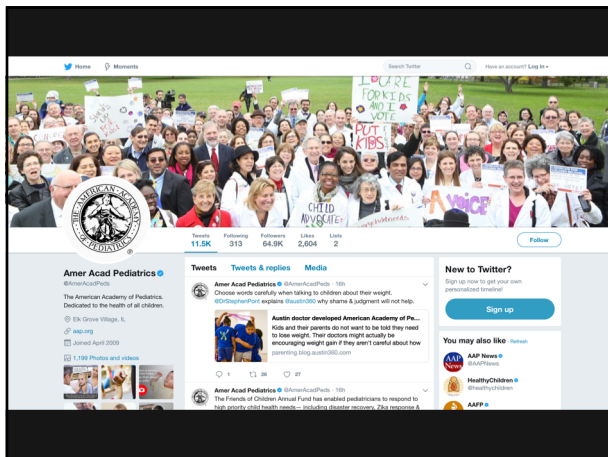 Home
Moments
Search Twitter
Have an account? Log in
I CARE
FOR KIDS
AND I
VOTE
PUT
KIDS
CHILD
ADVOCATE
A VOICE
THE AMERICAN ACADEMY
OF PEDIATRICS
Tweets
Following
Followers
Likes
Lists
11.5K
313
64.9K
2,604
2
Follow
Amer Acad Pediatrics
@AmerAcadPeds
The American Academy of Pediatrics.
Dedicated to the health of all children.
Elk Grove Village, IL
aap.org
Joined April 2009
1,199 Photos and videos
Tweets
Tweets & replies
Media
Amer Acad Pediatrics @AmerAcadPeds · 16h
Choose words carefully when talking to children about their weight.
@DrStephenPont explains @austin360 why shame & judgment will not help.
Austin doctor developed American Academy of Pe...
Kids and their parents do not want to be told they
need to lose weight. Their doctors might actually be
encouraging weight gain if they aren't careful about how
parenting.blog.austin360.com
1
26
27
Amer Acad Pediatrics @AmerAcadPeds · 16h
The Friends of Children Annual Fund has enabled pediatricians to respond to
high priority child health needs— including disaster recovery, Zika response &
New to Twitter?
Sign up now to get your own
personalized timeline!
Sign up
You may also like · Refresh
AAP
News
AAP News
@AAPNews
HealthyChildren
@healthychildren
AAFP